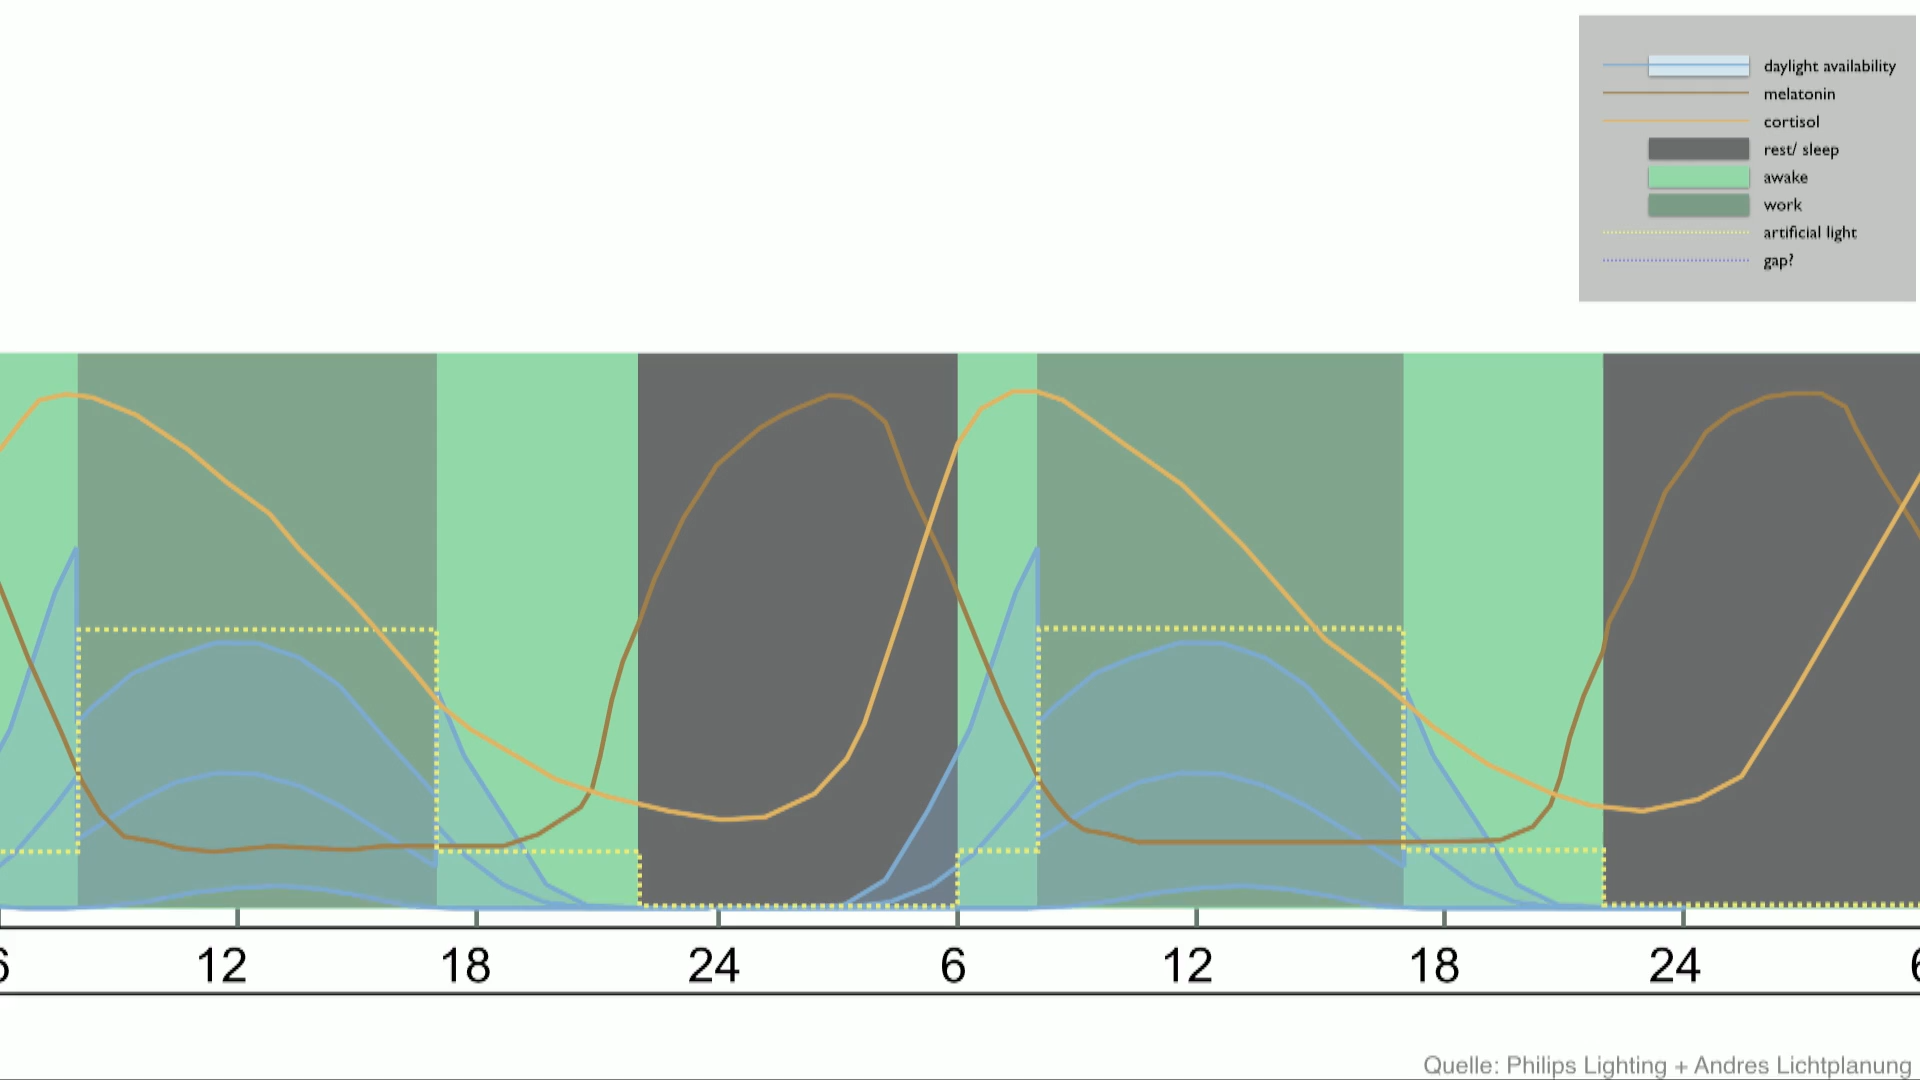 daylight availability
melatonin
cortisol
rest/ sleep
awake
work
artificial light
gap?
6 12 18 24 6 12 18 24 6
Quelle: Philips Lighting + Andres Lichtplanung